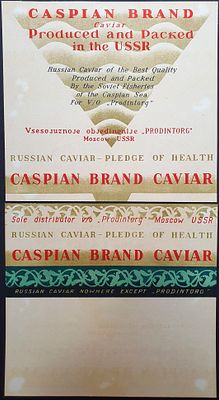 CASPIAN BRAND
Caviar
Produced and Packed
in the USSR
Russian Caviar of the Best Quality
Produced and Packed
By the Soviet Fisheries
of the Caspian Sea
For V/O „Prodintorg"
Vsesojuznoje objedinenije „PRODINTORG"
Moscow USSR
RUSSIAN CAVIAR-PLEDGE OF HEALTH
CASPIAN BRAND CAVIAR
Sole distributor v/o „Prodintorg" Moscow USSR
RUSSIAN CAVIAR-PLEDGE OF HEALTH
CASPIAN BRAND CAVIAR
RUSSIAN CAVIAR NOWHERE EXCEPT „PRODINTORG"